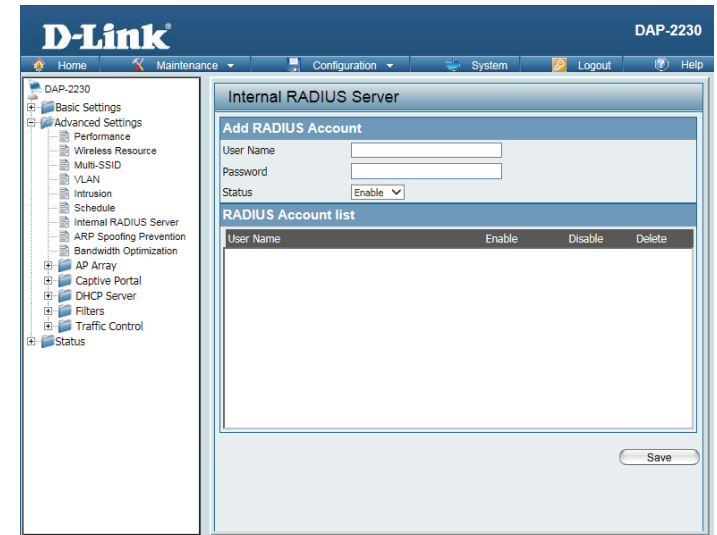 D-Link®
DAP-2230
Home Maintenance Configuration System Logout Help
DAP-2230
Basic Settings
Advanced Settings
Performance
Wireless Resource
Multi-SSID
VLAN
Intrusion
Schedule
Internal RADIUS Server
ARP Spoofing Prevention
Bandwidth Optimization
AP Array
Captive Portal
DHCP Server
Filters
Traffic Control
Status
Internal RADIUS Server
Add RADIUS Account
User Name
Password
Status Enable
RADIUS Account list
User Name Enable Disable Delete
Save